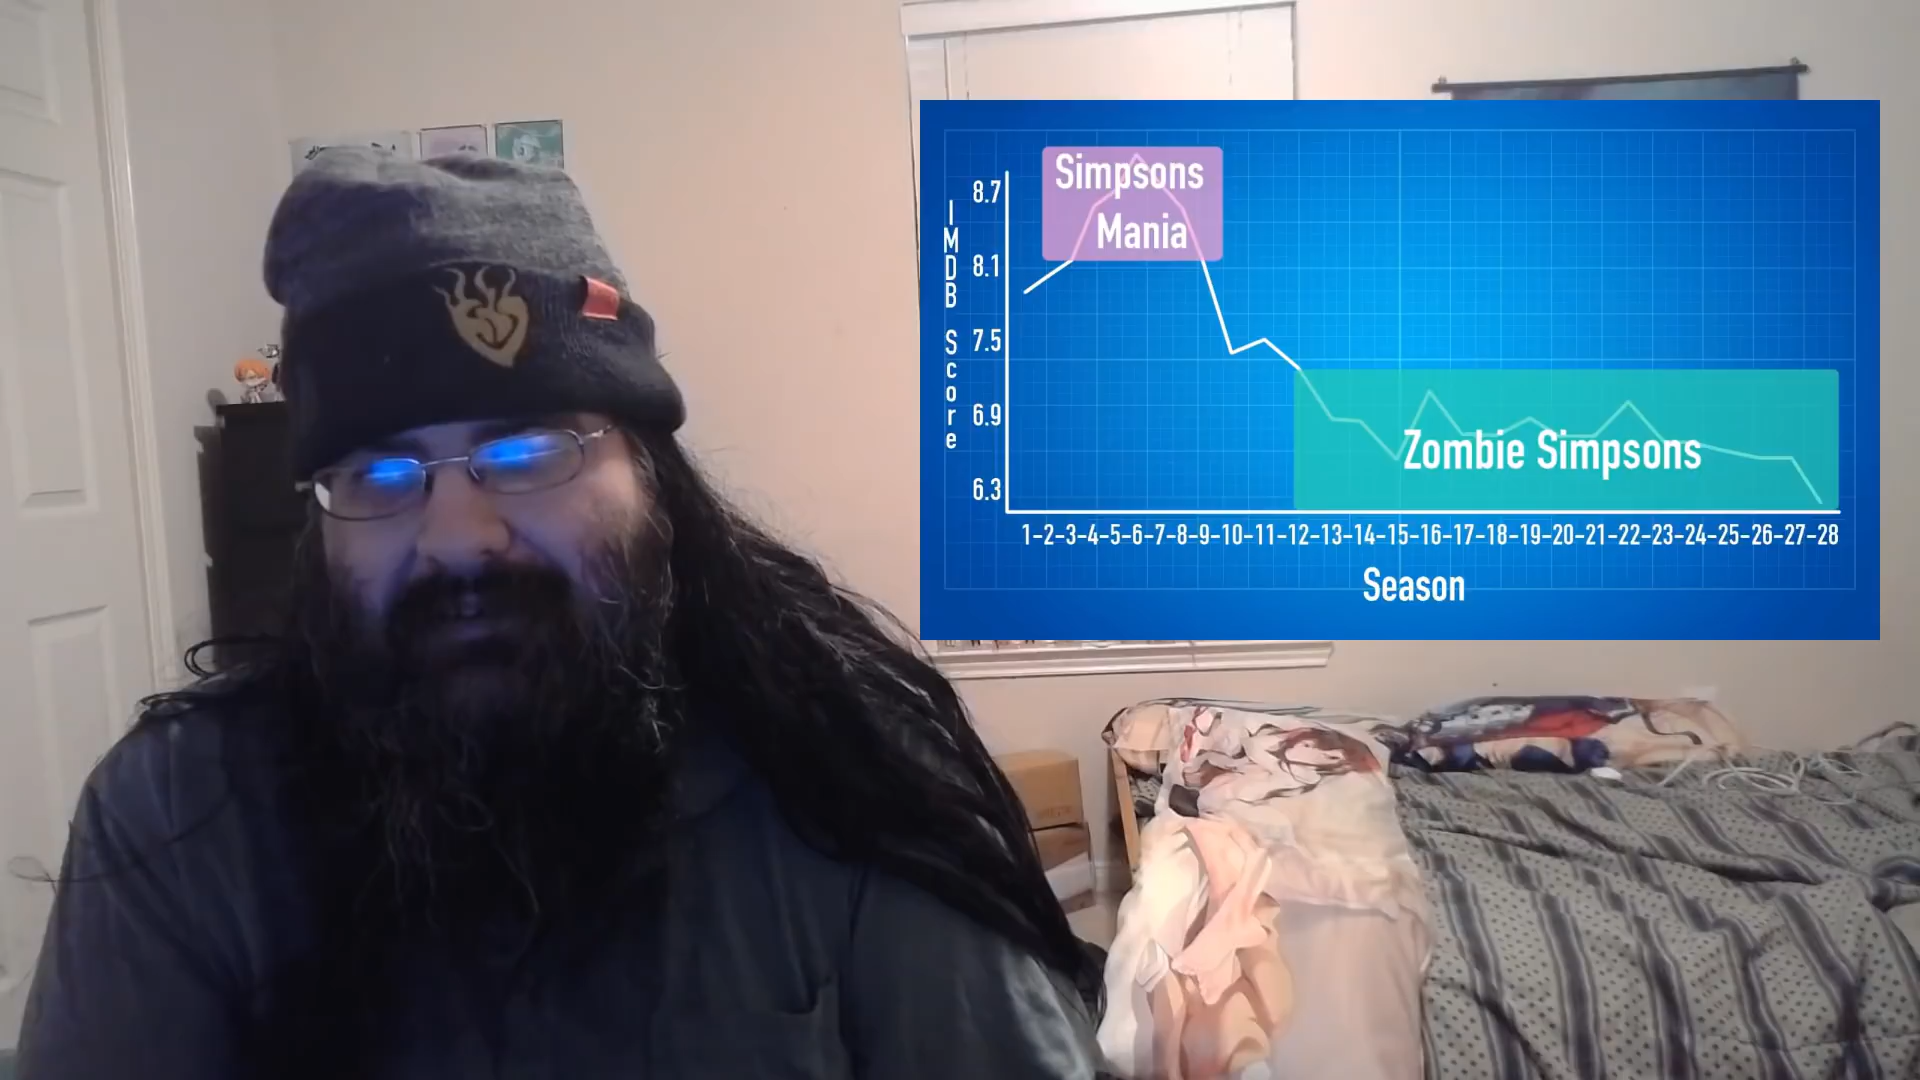 Simpsons
Mania
IMDB Score
8.7
8.1
7.5
6.9
6.3
Zombie Simpsons
1-2-3-4-5-6-7-8-9-10-11-12-13-14-15-16-17-18-19-20-21-22-23-24-25-26-27-28
Season